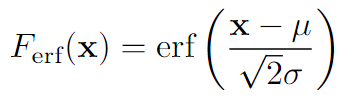 F_erf(𝐱) = erf( (𝐱 − μ) / (√2σ) )